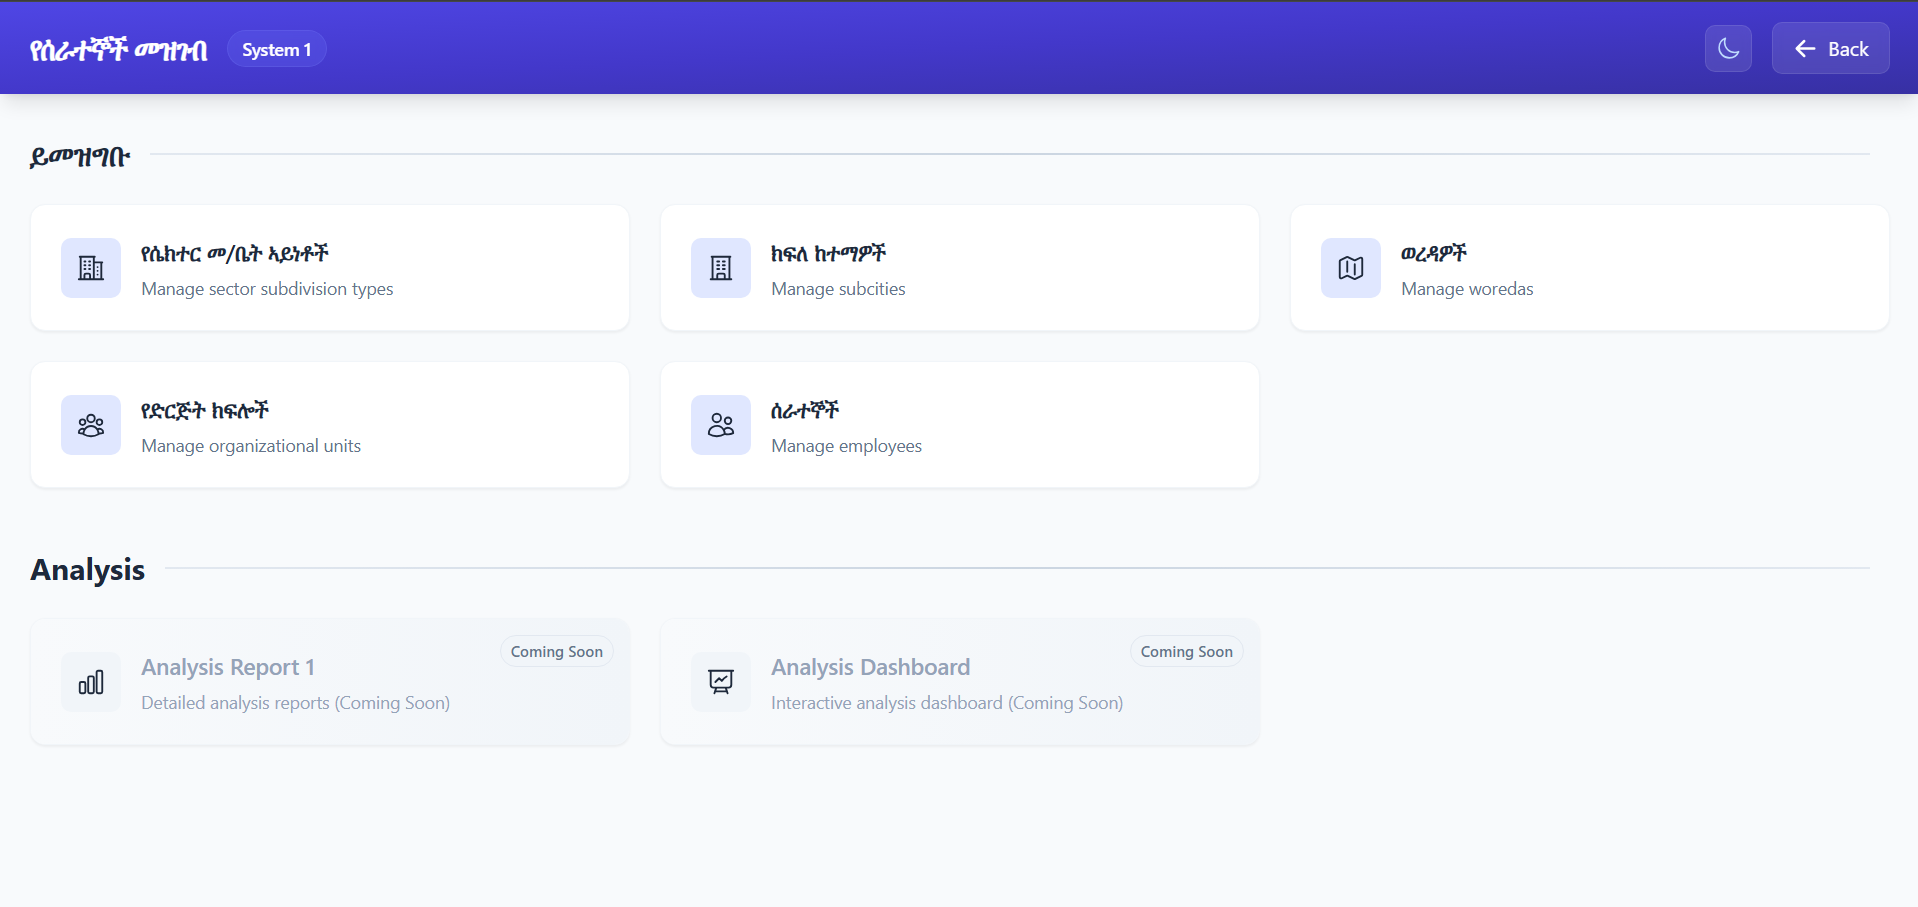 የሰራተኞች መዝገብ System 1 Back
ይመዝግቡ
የሴክተር መ/ቤት ኣይነቶች
Manage sector subdivision types
ክፍለ ከተማዎች
Manage subcities
ወረዳዎች
Manage woredas
የድርጅት ክፍሎች
Manage organizational units
ሰራተኞች
Manage employees
Analysis
Analysis Report 1
Coming Soon
Detailed analysis reports (Coming Soon)
Analysis Dashboard
Coming Soon
Interactive analysis dashboard (Coming Soon)